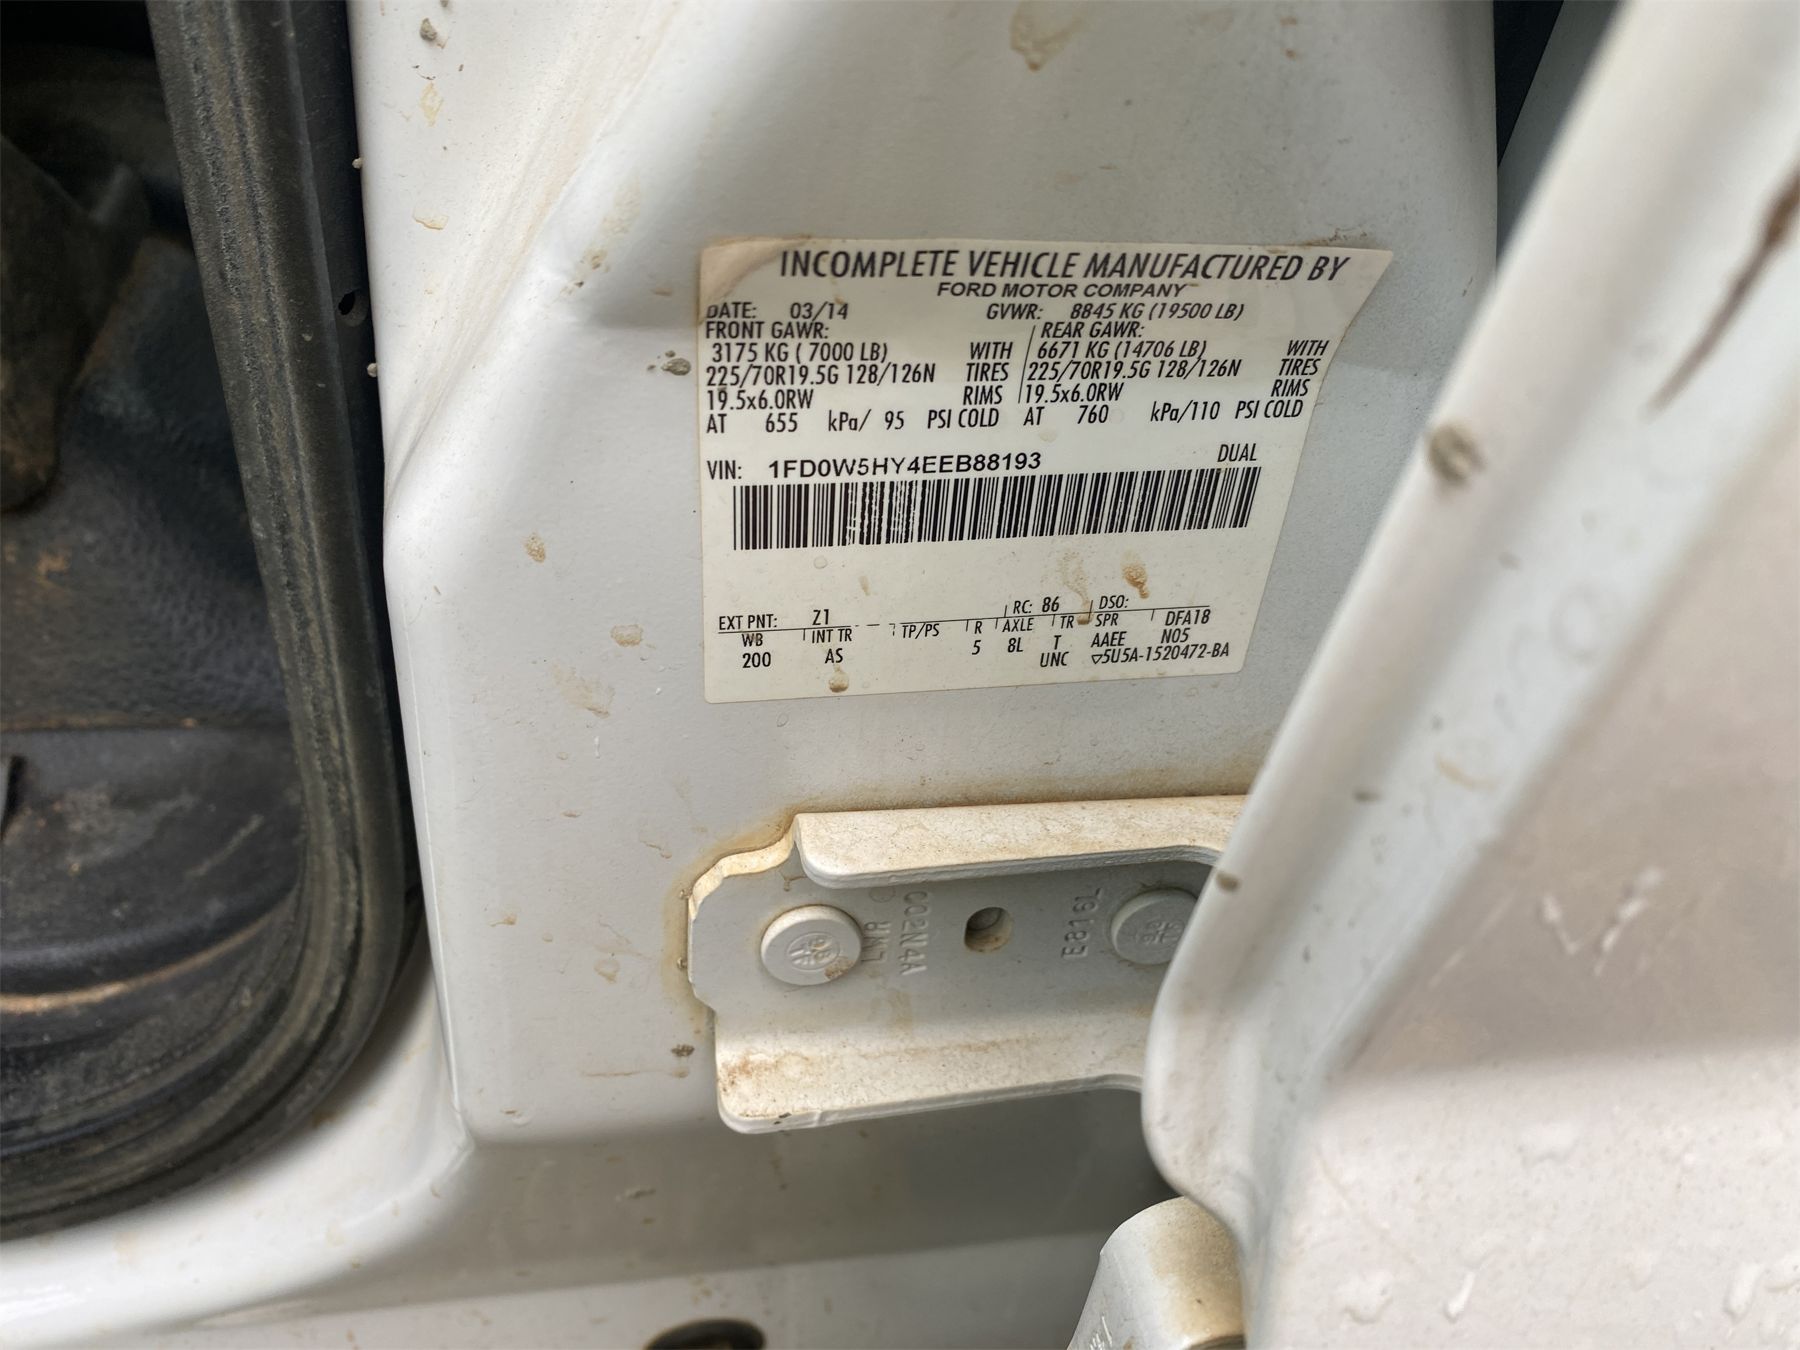 INCOMPLETE VEHICLE MANUFACTURED BY
FORD MOTOR COMPANY
DATE: 03/14 GVWR: 8845 KG (19500 LB)
FRONT GAWR: REAR GAWR:
3175 KG ( 7000 LB) WITH 6671 KG (14706 LB) WITH
225/70R19.5G 128/126N TIRES 225/70R19.5G 128/126N TIRES
19.5x6.0RW RIMS 19.5x6.0RW RIMS
AT 655 kPa/ 95 PSI COLD AT 760 kPa/110 PSI COLD
VIN: 1FD0W5HY4EEB88193 DUAL
EXT PNT: Z1 RC: 86 DSO:
WB INT TR TP/PS R AXLE TR SPR DFA18
200 AS 5 8L T AAEE N05
UNC ▽5U5A-1520472-BA
C02N4A
E816L